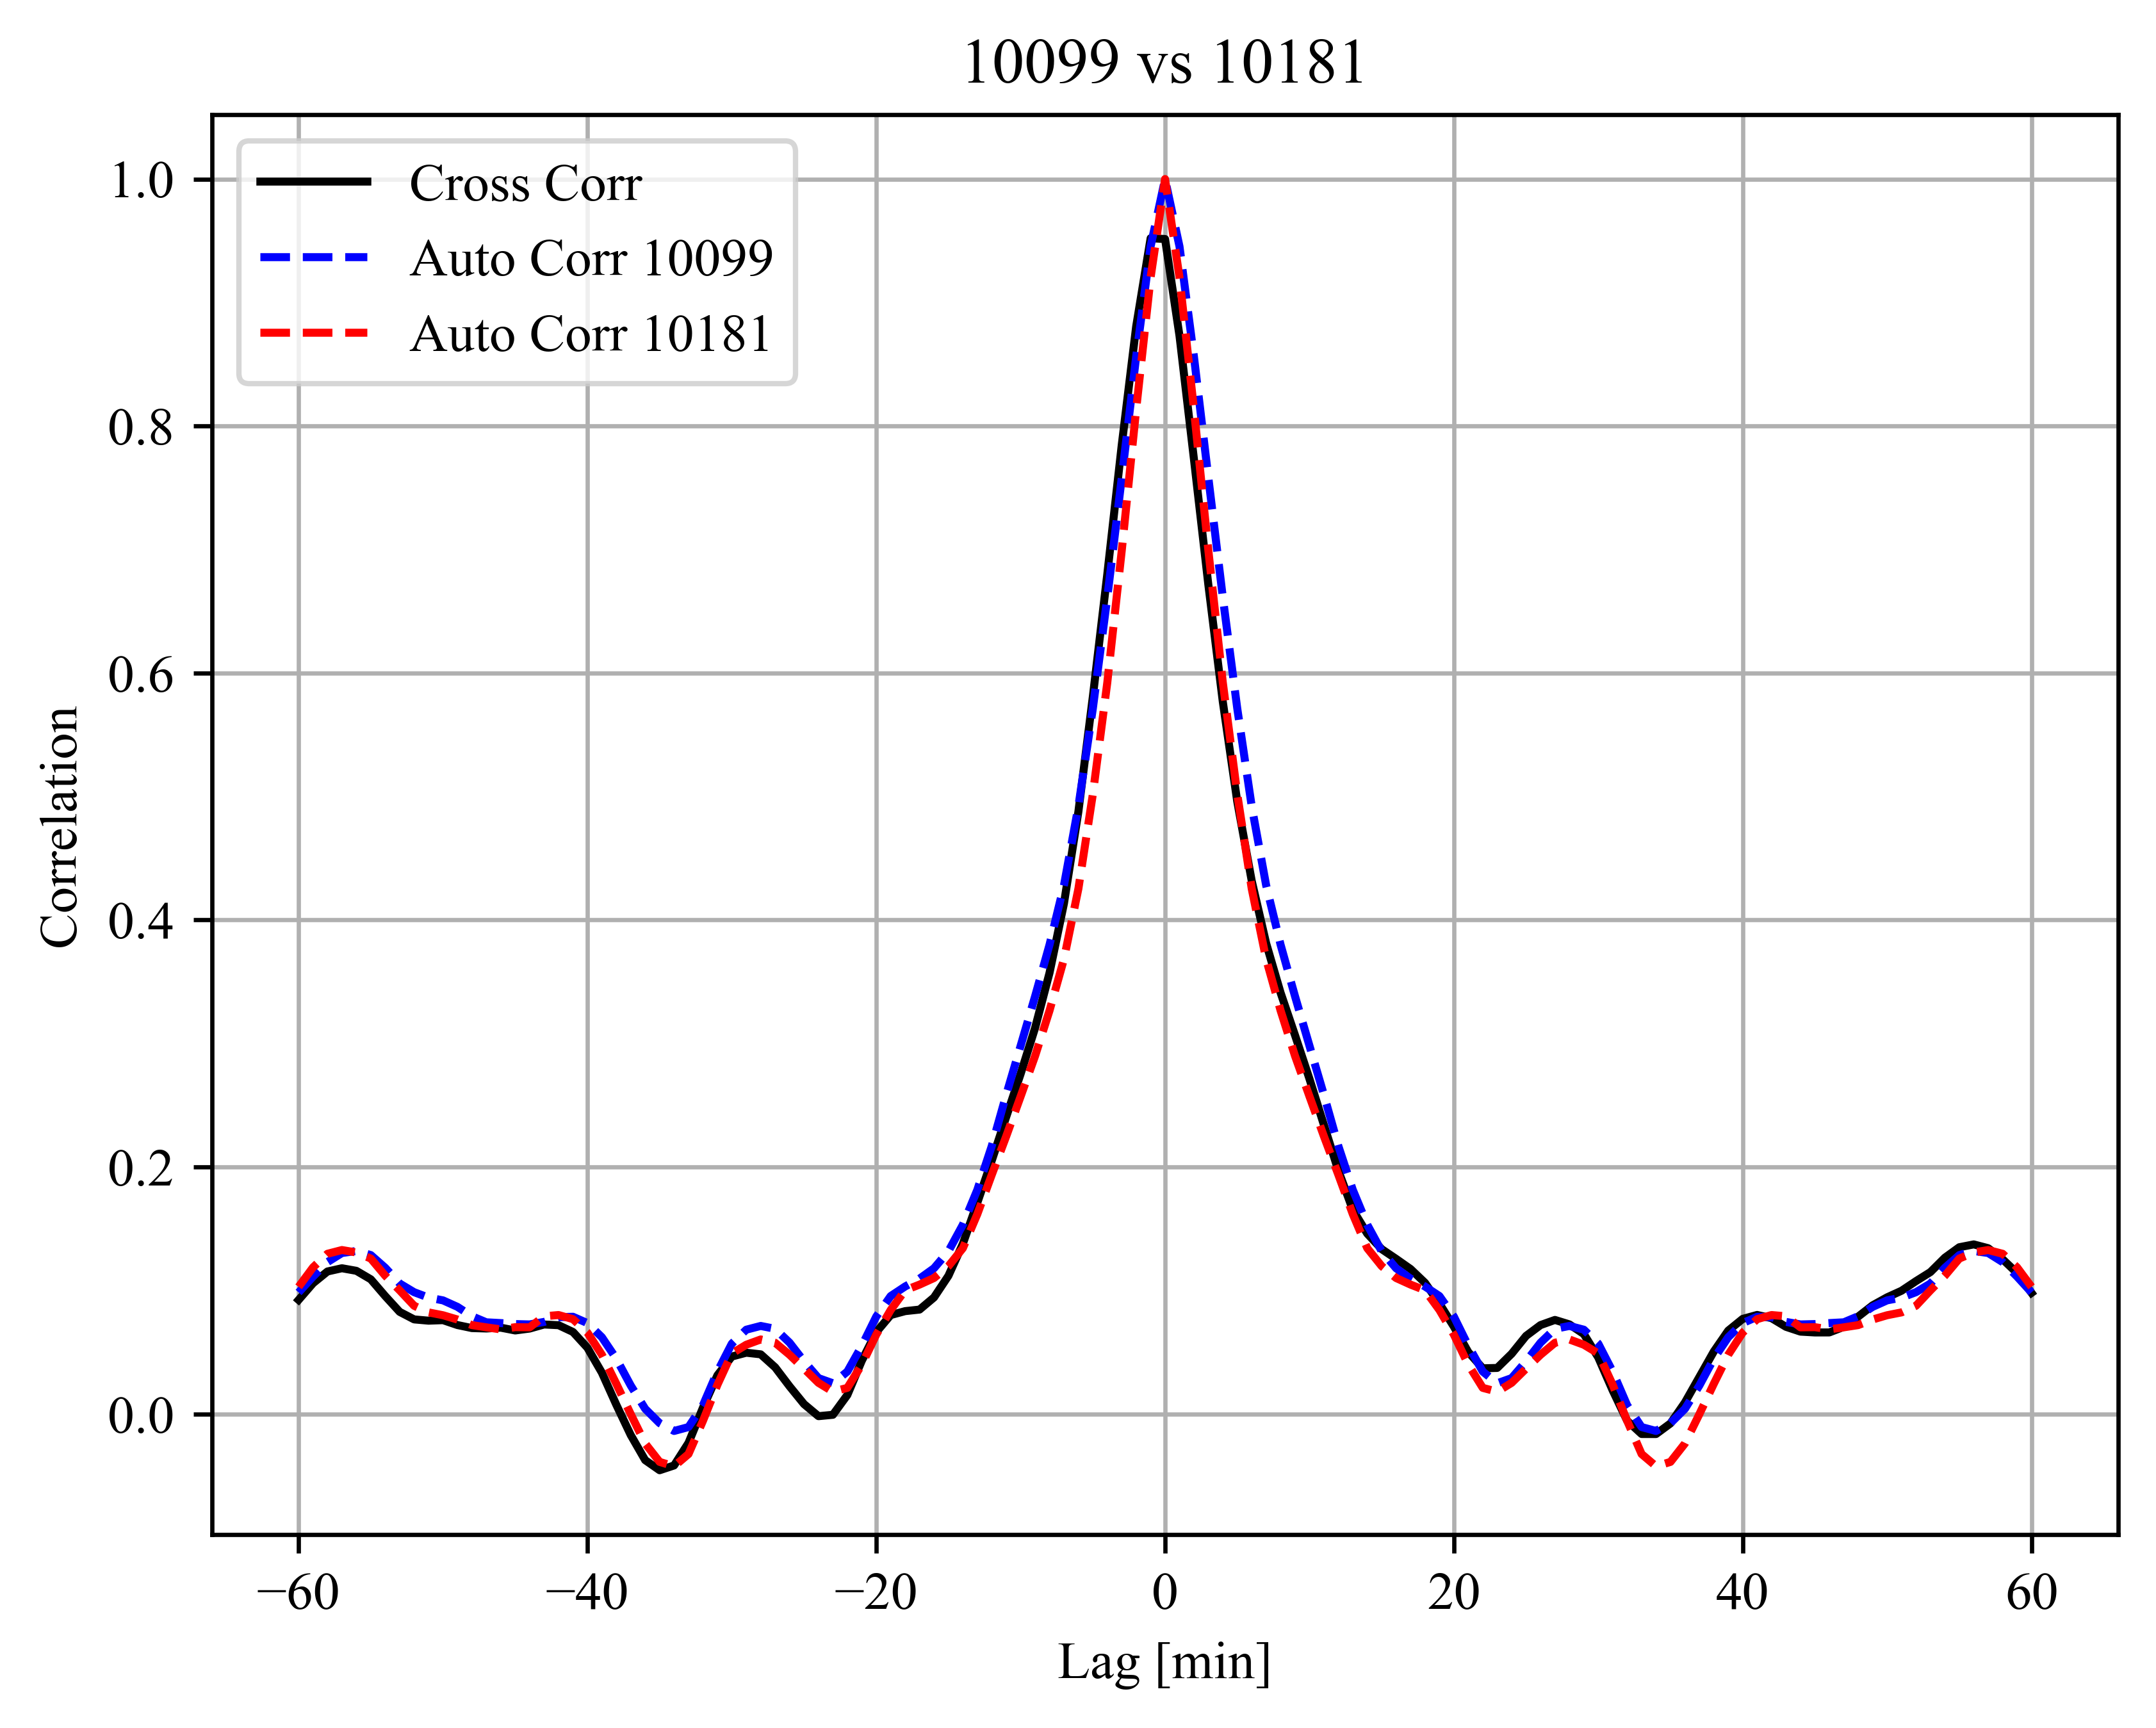 10099 vs 10181
Cross Corr
Auto Corr 10099
Auto Corr 10181
1.0
0.8
0.6
0.4
0.2
0.0
Correlation
−60
−40
−20
0
20
40
60
Lag [min]